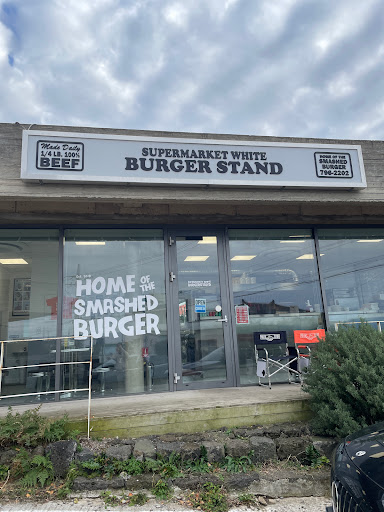 Made Daily
1/4 LB. 100%
BEEF
SUPERMARKET WHITE
BURGER STAND
HOME OF THE
SMASHED
BURGER
798-2202
HOME OF THE
SMASHED
BURGER